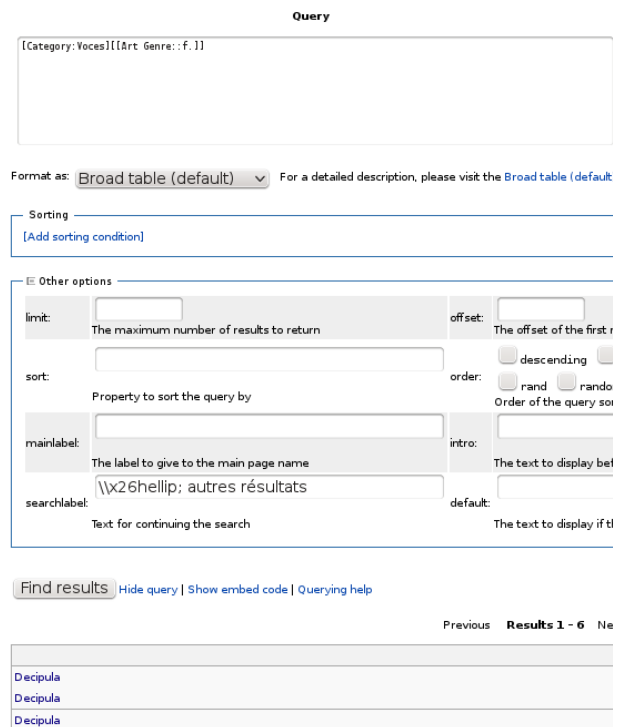 Query
[Category:Voces][[Art Genre::f.]]
Format as: Broad table (default) For a detailed description, please visit the Broad table (default
Sorting
[Add sorting condition]
Other options
limit: offset:
The maximum number of results to return The offset of the first
descending
sort: order:
rand
Property to sort the query by Order of the query
mainlabel: intro:
The label to give to the main page name The text to display
\\x26hellip; autres résultats
searchlabel: default:
Text for continuing the search The text to display if
Find results Hide query | Show embed code | Querying help
Previous Results 1 – 6
Decipula
Decipula
Decipula